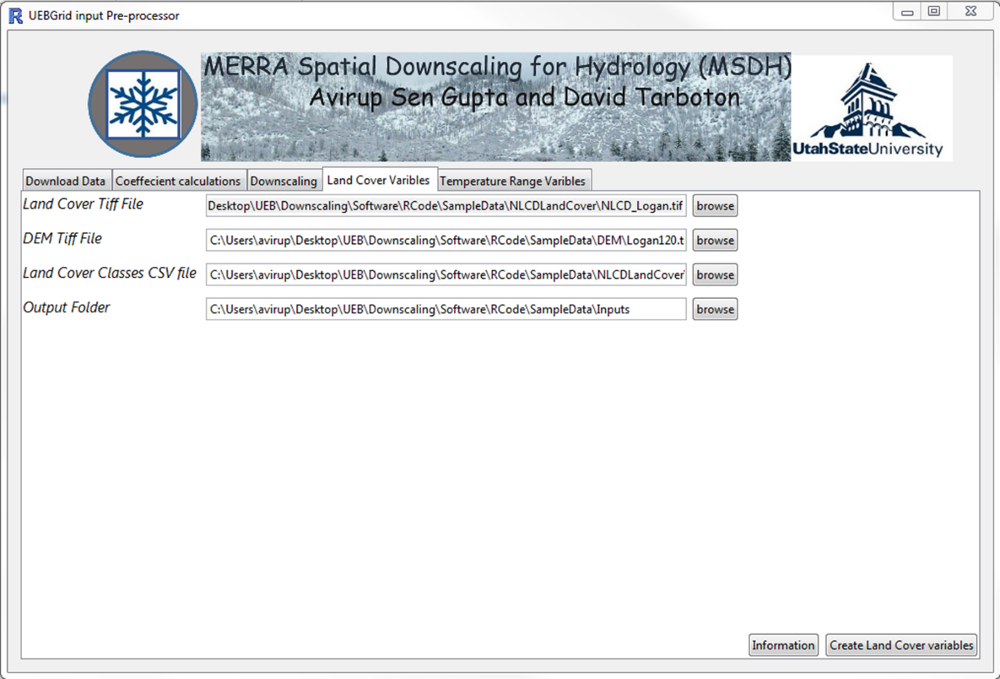 UEBGrid input Pre-processor
MERRA Spatial Downscaling for Hydrology (MSDH)
Avirup Sen Gupta and David Tarboton
UtahStateUniversity
Download Data Coeffecient calculations Downscaling Land Cover Varibles Temperature Range Varibles
Land Cover Tiff File Desktop\UEB\Downscaling\Software\RCode\SampleData\NLCDLandCover\NLCD_Logan.tif browse
DEM Tiff File C:\Users\avirup\Desktop\UEB\Downscaling\Software\RCode\SampleData\DEM\Logan120.t browse
Land Cover Classes CSV file C:\Users\avirup\Desktop\UEB\Downscaling\Software\RCode\SampleData\NLCDLandCover\ browse
Output Folder C:\Users\avirup\Desktop\UEB\Downscaling\Software\RCode\SampleData\Inputs browse
Information Create Land Cover variables